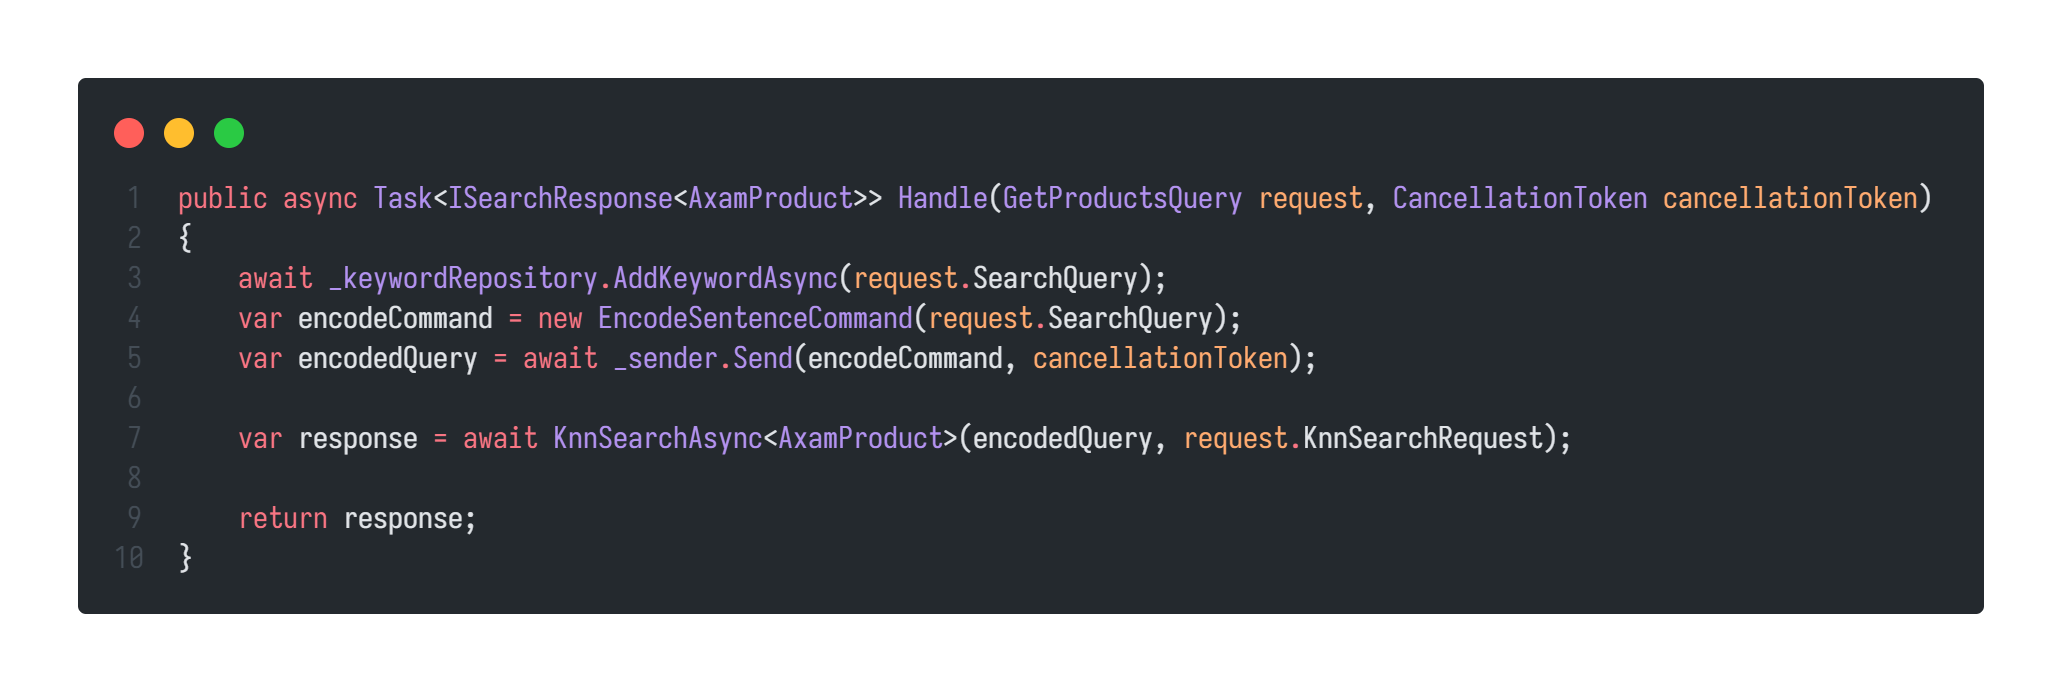 1 public async Task<ISearchResponse<AxamProduct>> Handle(GetProductsQuery request, CancellationToken cancellationToken)
2 {
3     await _keywordRepository.AddKeywordAsync(request.SearchQuery);
4     var encodeCommand = new EncodeSentenceCommand(request.SearchQuery);
5     var encodedQuery = await _sender.Send(encodeCommand, cancellationToken);
6
7     var response = await KnnSearchAsync<AxamProduct>(encodedQuery, request.KnnSearchRequest);
8
9     return response;
10 }